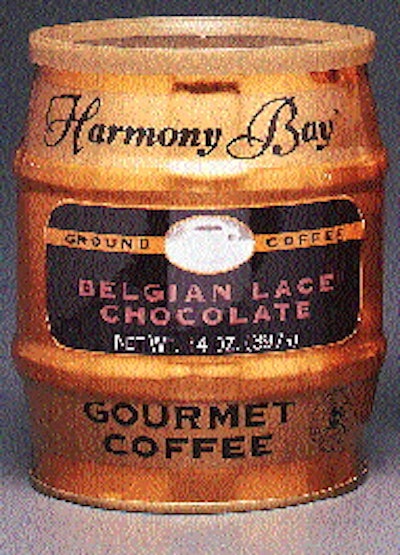 Harmony Bay
GROUND COFFEE
BELGIAN LACE
CHOCOLATE
NET WT. 14 OZ. (397g)
GOURMET
COFFEE